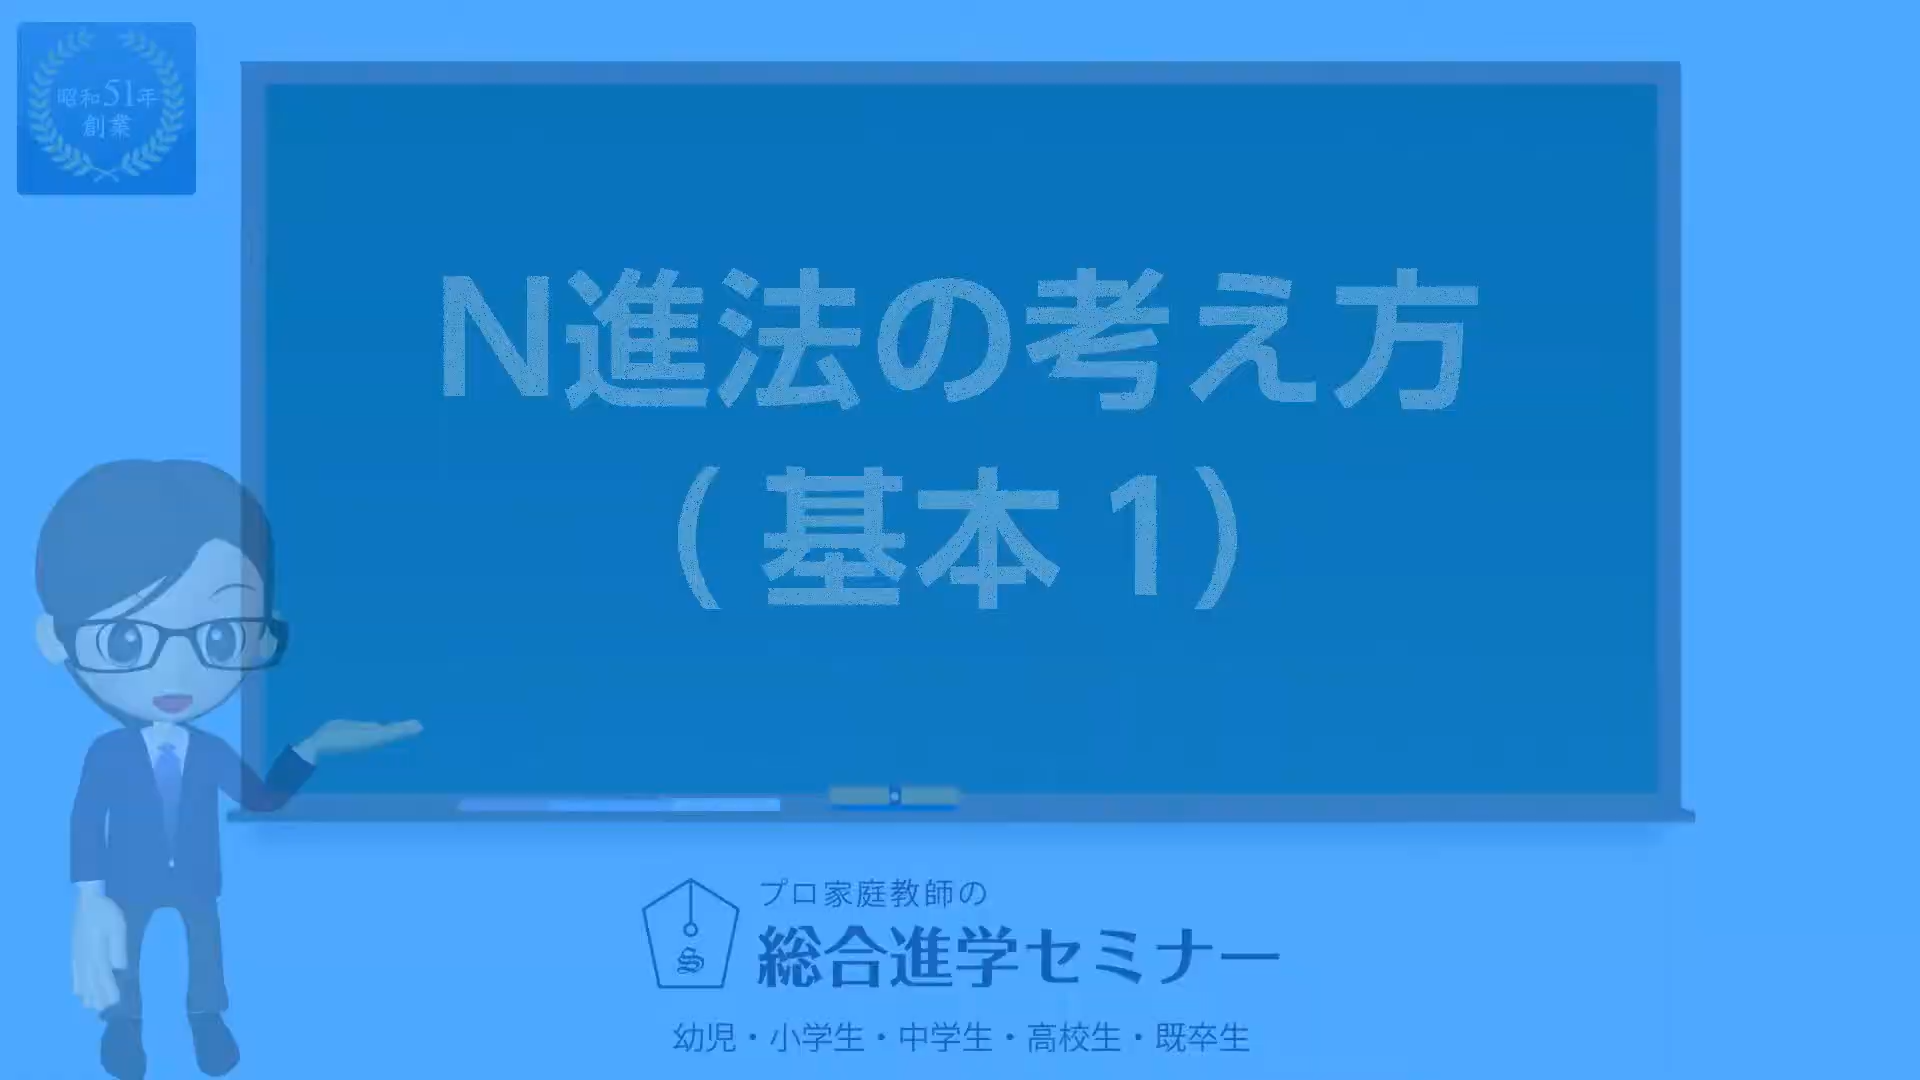 昭和51年
創業
N進法の考え方
(基本1)
プロ家庭教師の
S
総合進学セミナー
幼児・小学生・中学生・高校生・既卒生